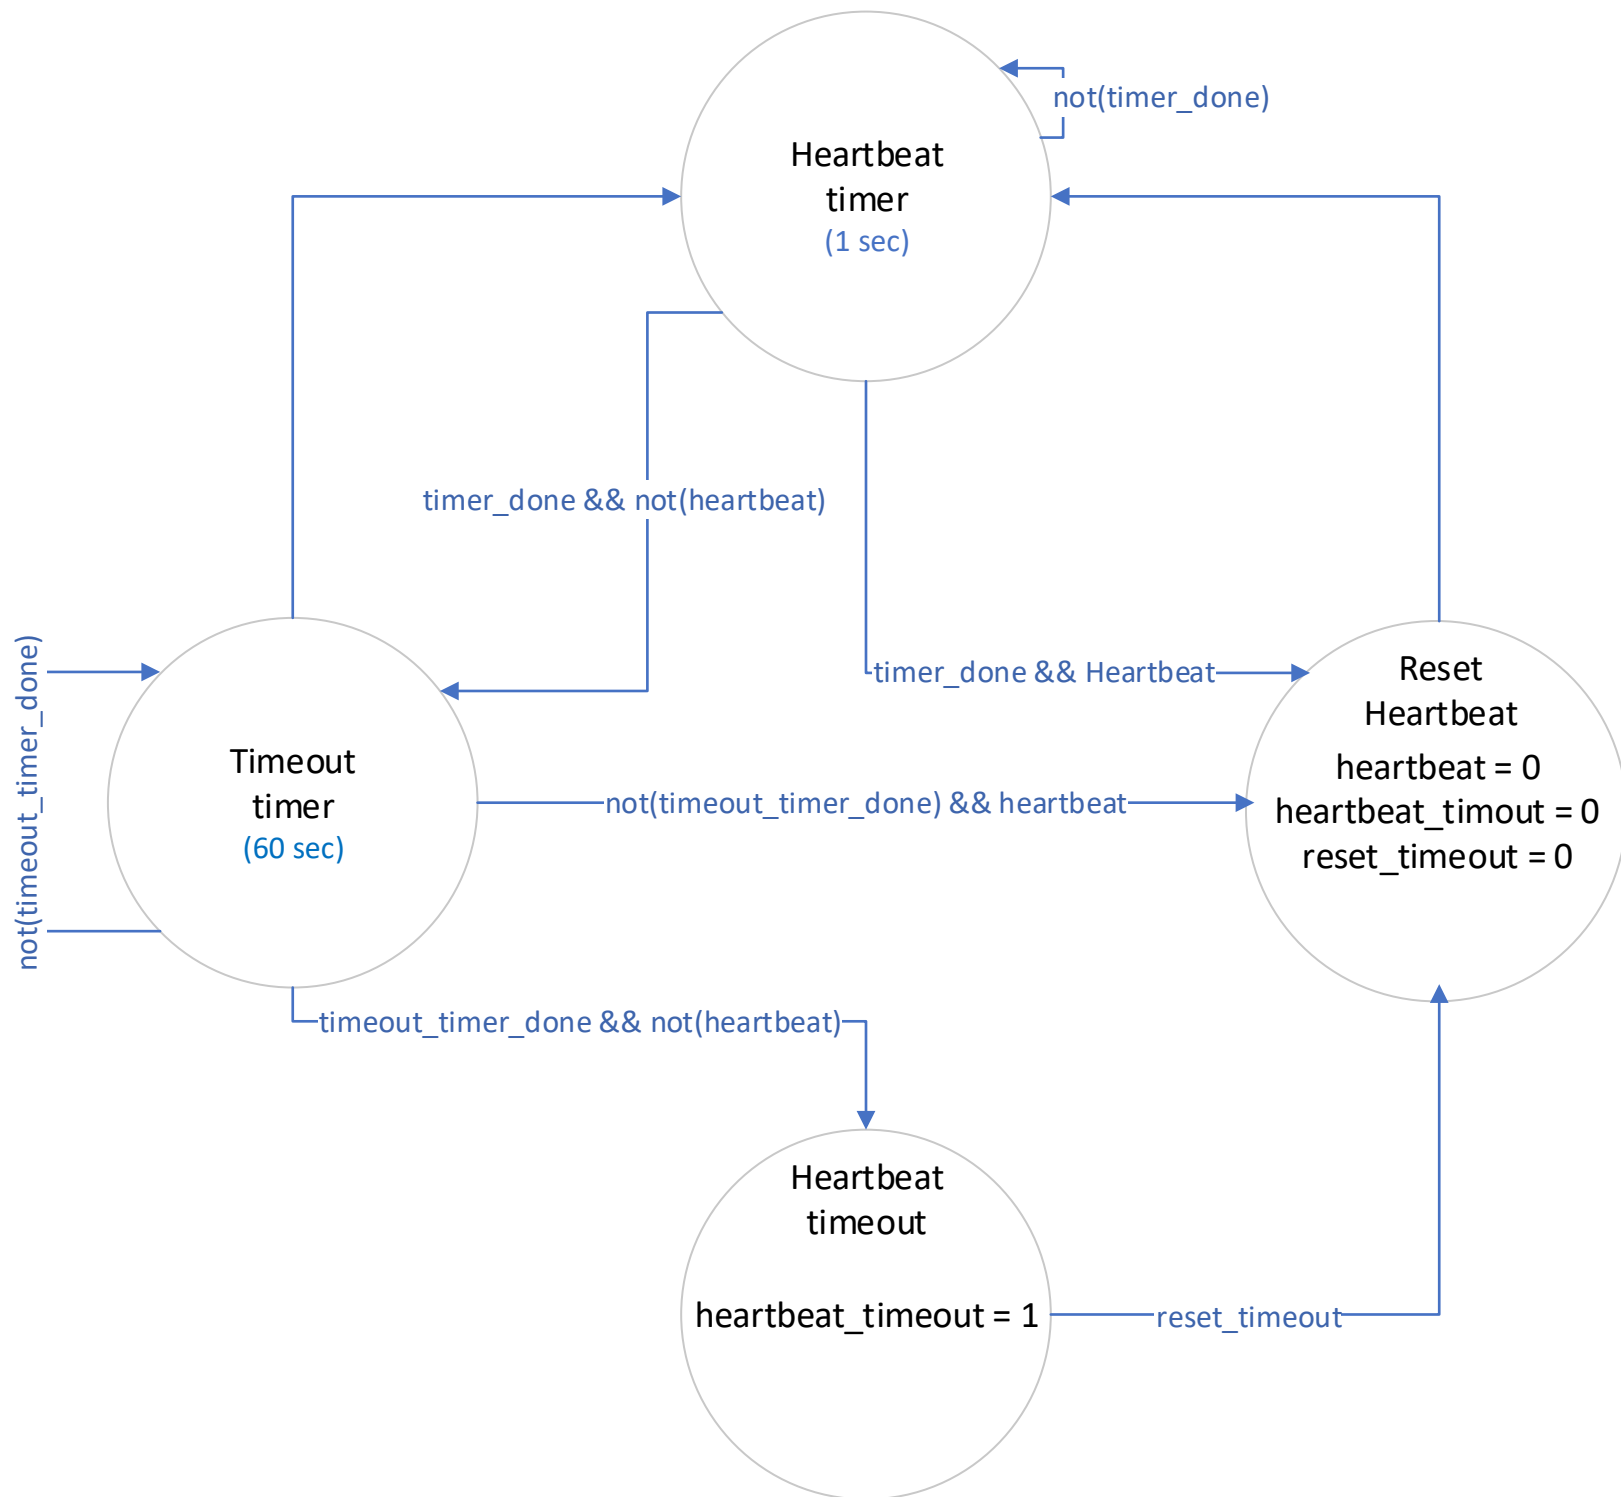 not(timer_done)
Heartbeat
timer
(1 sec)
timer_done && not(heartbeat)
not(timeout_timer_done)
timer_done && Heartbeat
Reset
Heartbeat
heartbeat = 0
heartbeat_timout = 0
reset_timeout = 0
Timeout
timer
(60 sec)
not(timeout_timer_done) && heartbeat
timeout_timer_done && not(heartbeat)
Heartbeat
timeout
heartbeat_timeout = 1
reset_timeout